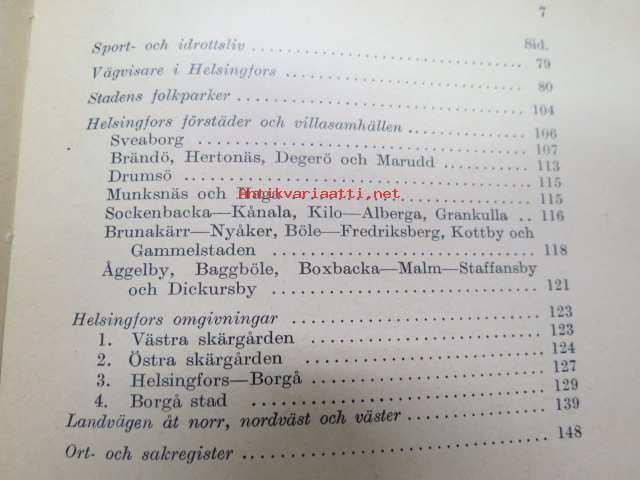 7
Sid.
Sport- och idrottsliv ........ 79
Vägvisare i Helsingfors ........ 80
Stadens folkparker ........ 104
Helsingfors förstäder och villasamhällen ........ 106
Sveaborg ........ 107
Brändö, Hertonäs, Degerö och Marudd ........ 113
Drumsö ........ 115
Munksnäs och Haga ........ 115
Antikvariaatti.net
Sockenbacka—Kånala, Kilo—Alberga, Grankulla .. 116
Brunakärr—Nyåker, Böle—Fredriksberg, Kottby och
Gammelstaden ........ 118
Åggelby, Baggböle, Boxbacka—Malm—Staffansby
och Dickursby ........ 121
Helsingfors omgivningar ........ 123
1. Västra skärgården ........ 123
2. Östra skärgården ........ 124
3. Helsingfors—Borgå ........ 127
4. Borgå stad ........ 129
Landvägen åt norr, nordväst och väster ........ 139
Ort- och sakregister ........ 148